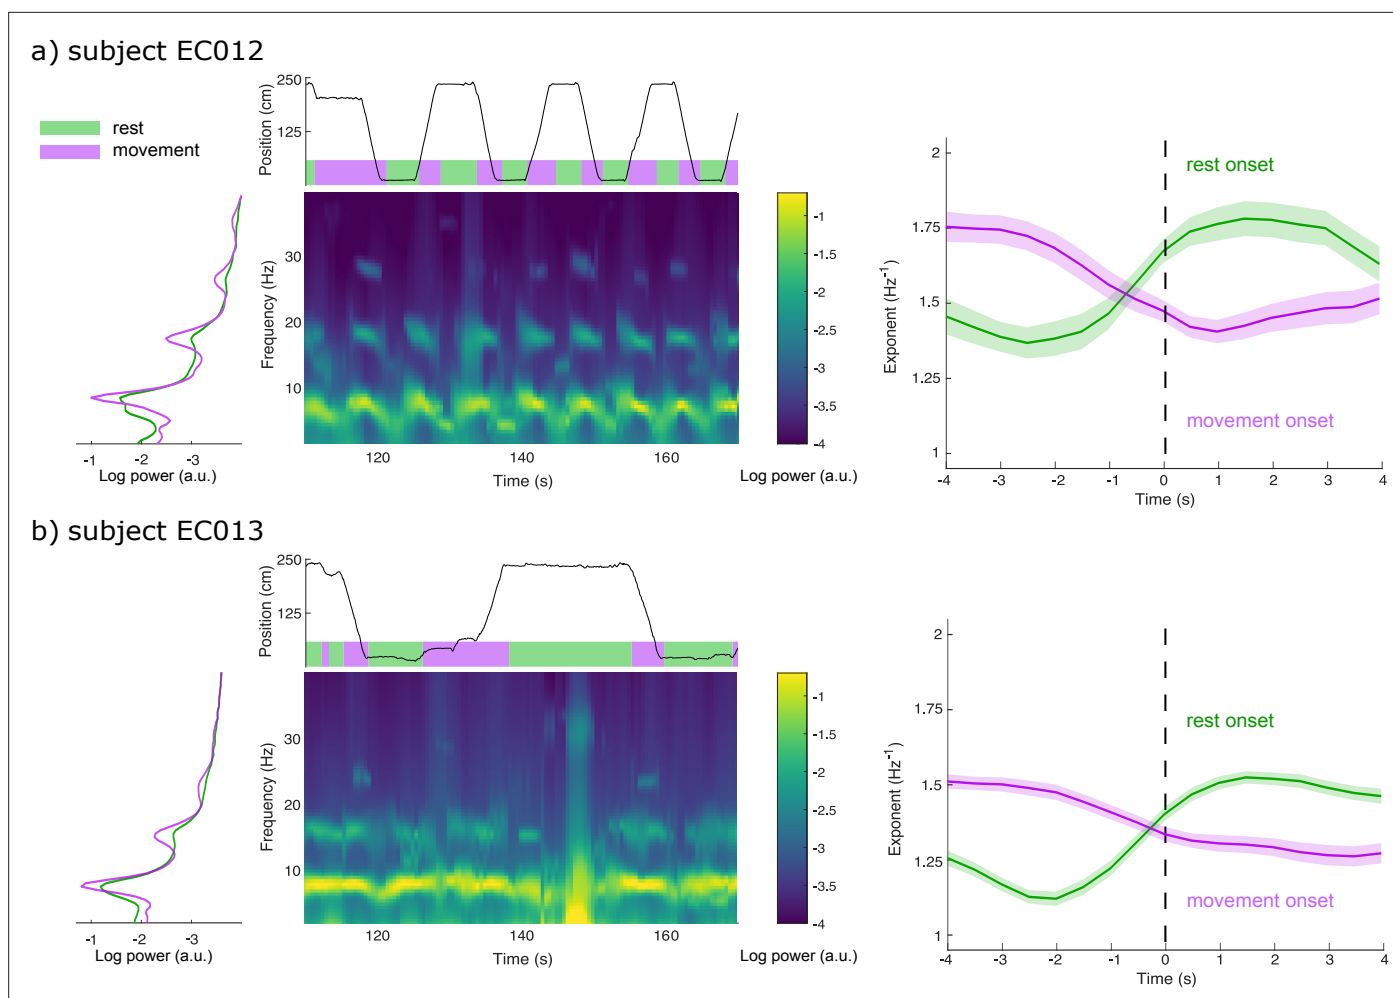 a) subject EC012
rest
movement
Position (cm)
250
125
Frequency (Hz)
30
20
10
-1
-2
-3
Log power (a.u.)
120
140
160
Time (s)
-1
-1.5
-2
-2.5
-3
-3.5
-4
Log power (a.u.)
Exponent (Hz-1)
2
1.75
1.5
1.25
1
rest onset
movement onset
-4
-3
-2
-1
0
1
2
3
4
Time (s)
b) subject EC013
Position (cm)
250
125
Frequency (Hz)
30
20
10
-1
-2
-3
Log power (a.u.)
120
140
160
Time (s)
-1
-1.5
-2
-2.5
-3
-3.5
-4
Log power (a.u.)
Exponent (Hz-1)
2
1.75
1.5
1.25
1
rest onset
movement onset
-4
-3
-2
-1
0
1
2
3
4
Time (s)